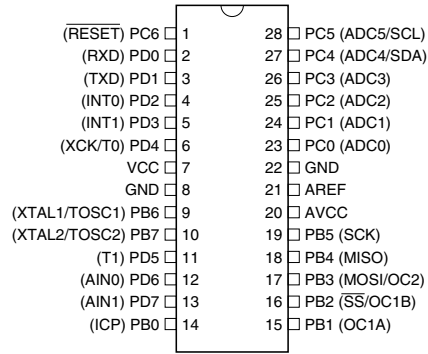 (RESET) PC6 1 28 PC5 (ADC5/SCL)
(RXD) PD0 2 27 PC4 (ADC4/SDA)
(TXD) PD1 3 26 PC3 (ADC3)
(INT0) PD2 4 25 PC2 (ADC2)
(INT1) PD3 5 24 PC1 (ADC1)
(XCK/T0) PD4 6 23 PC0 (ADC0)
VCC 7 22 GND
GND 8 21 AREF
(XTAL1/TOSC1) PB6 9 20 AVCC
(XTAL2/TOSC2) PB7 10 19 PB5 (SCK)
(T1) PD5 11 18 PB4 (MISO)
(AIN0) PD6 12 17 PB3 (MOSI/OC2)
(AIN1) PD7 13 16 PB2 (SS/OC1B)
(ICP) PB0 14 15 PB1 (OC1A)